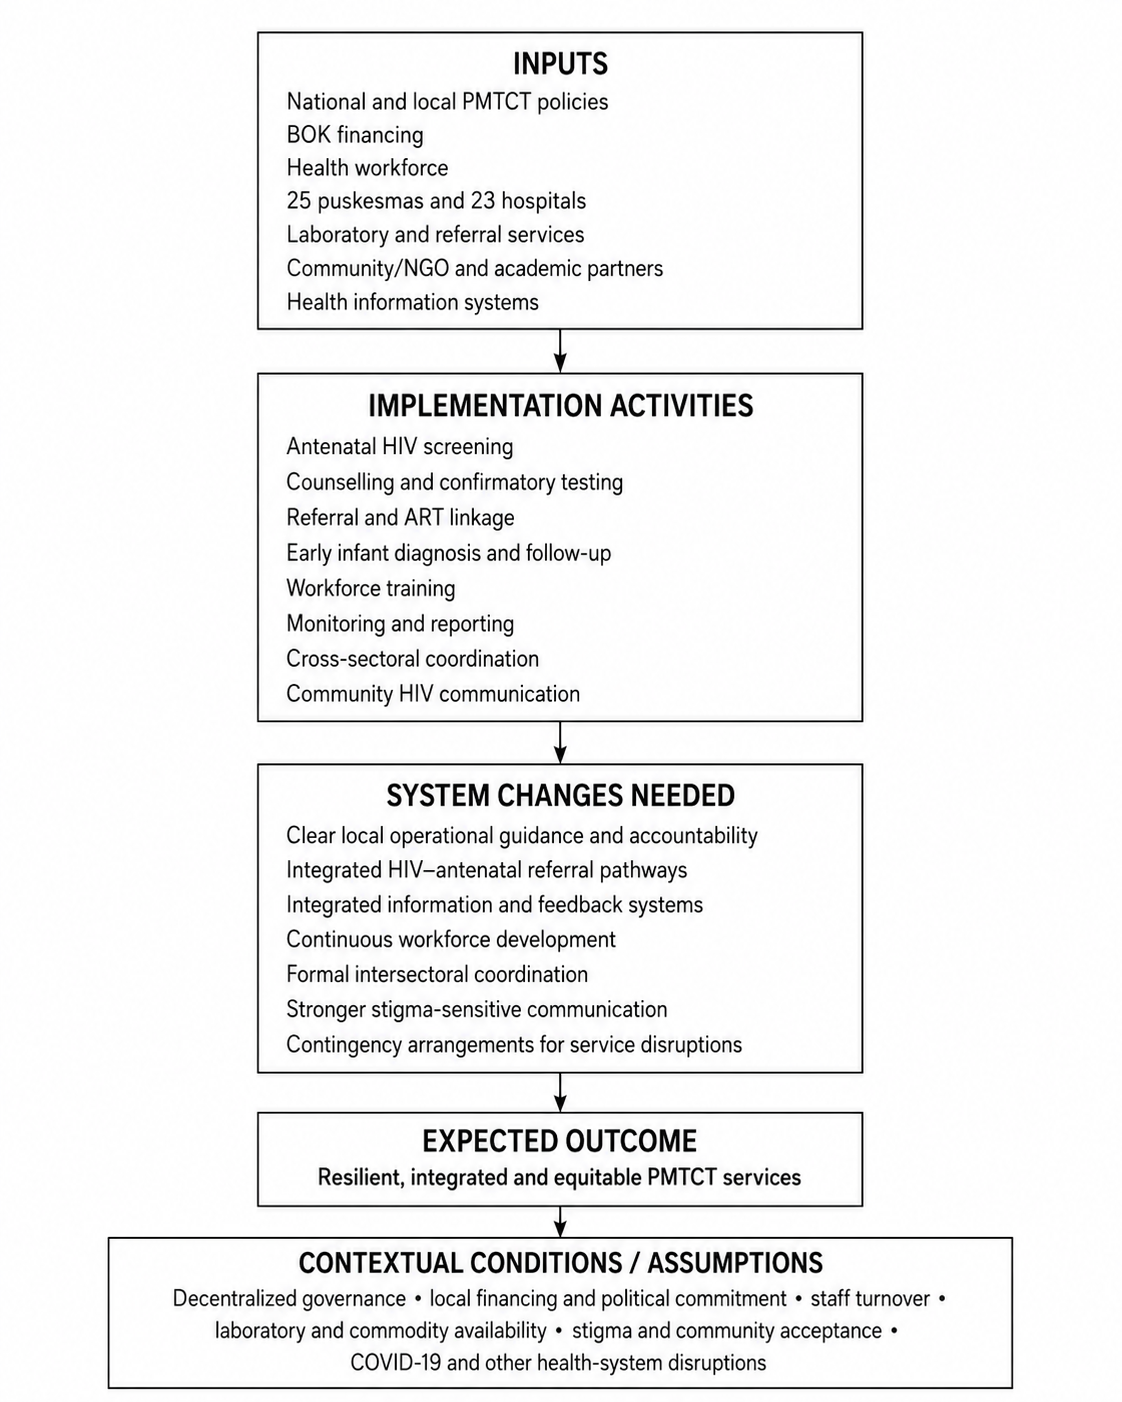 INPUTS
National and local PMTCT policies
BOK financing
Health workforce
25 puskesmas and 23 hospitals
Laboratory and referral services
Community/NGO and academic partners
Health information systems
IMPLEMENTATION ACTIVITIES
Antenatal HIV screening
Counselling and confirmatory testing
Referral and ART linkage
Early infant diagnosis and follow-up
Workforce training
Monitoring and reporting
Cross-sectoral coordination
Community HIV communication
SYSTEM CHANGES NEEDED
Clear local operational guidance and accountability
Integrated HIV–antenatal referral pathways
Integrated information and feedback systems
Continuous workforce development
Formal intersectoral coordination
Stronger stigma-sensitive communication
Contingency arrangements for service disruptions
EXPECTED OUTCOME
Resilient, integrated and equitable PMTCT services
CONTEXTUAL CONDITIONS / ASSUMPTIONS
Decentralized governance • local financing and political commitment • staff turnover •
laboratory and commodity availability • stigma and community acceptance •
COVID-19 and other health-system disruptions